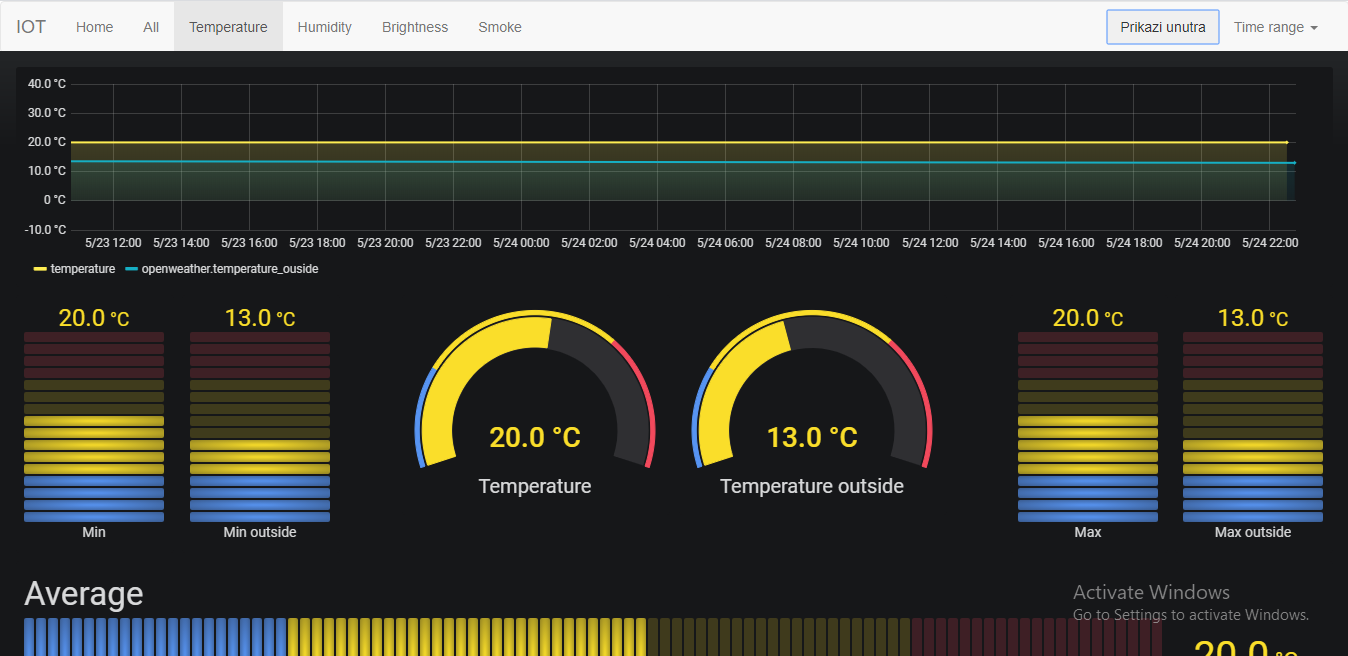 IOT Home All Temperature Humidity Brightness Smoke Prikazi unutra Time range
40.0 °C
30.0 °C
20.0 °C
10.0 °C
0 °C
-10.0 °C
5/23 12:00 5/23 14:00 5/23 16:00 5/23 18:00 5/23 20:00 5/23 22:00 5/24 00:00 5/24 02:00 5/24 04:00 5/24 06:00 5/24 08:00 5/24 10:00 5/24 12:00 5/24 14:00 5/24 16:00 5/24 18:00 5/24 20:00 5/24 22:00
temperature openweather.temperature_ouside
20.0 °C 13.0 °C 20.0 °C 13.0 °C
20.0 °C 13.0 °C
Temperature Temperature outside
Min Min outside Max Max outside
Average
Activate Windows
Go to Settings to activate Windows.
20.0 °C